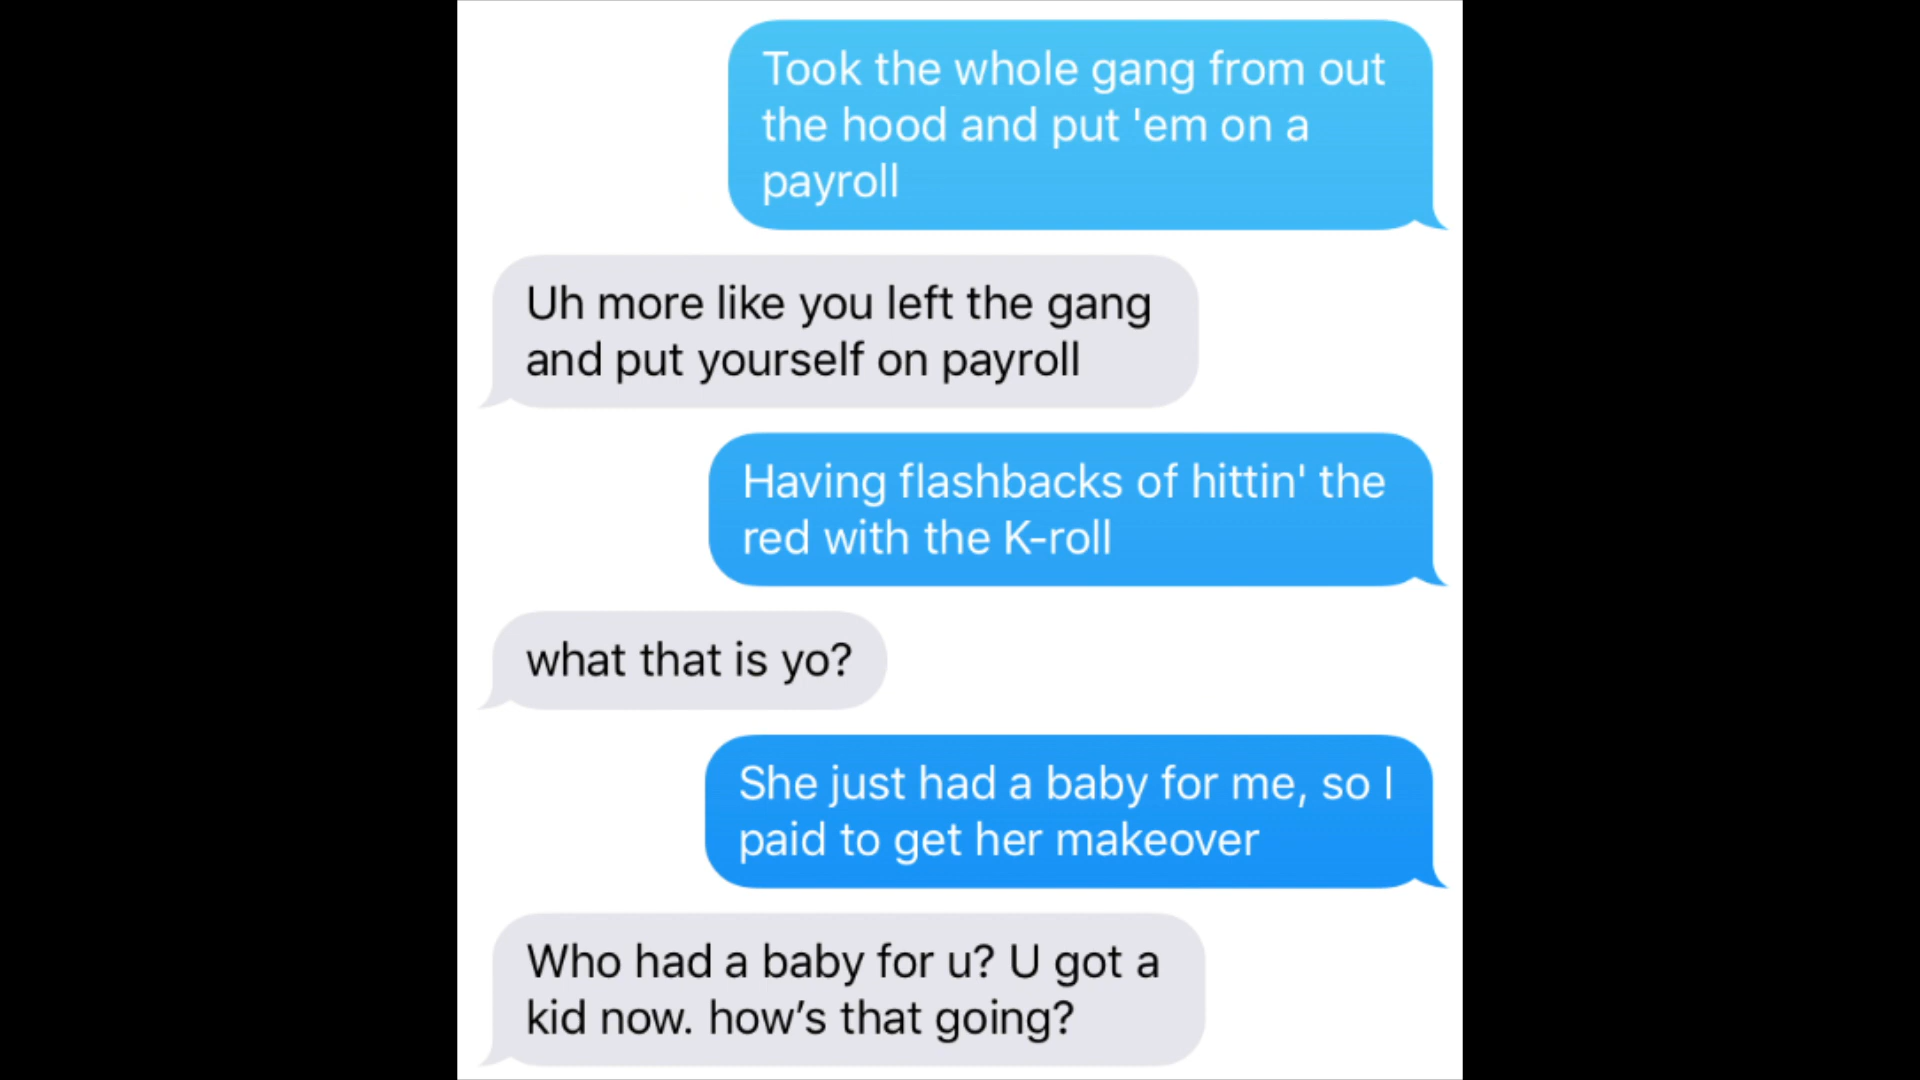 Took the whole gang from out
the hood and put 'em on a
payroll
Uh more like you left the gang
and put yourself on payroll
Having flashbacks of hittin' the
red with the K-roll
what that is yo?
She just had a baby for me, so I
paid to get her makeover
Who had a baby for u? U got a
kid now. how’s that going?